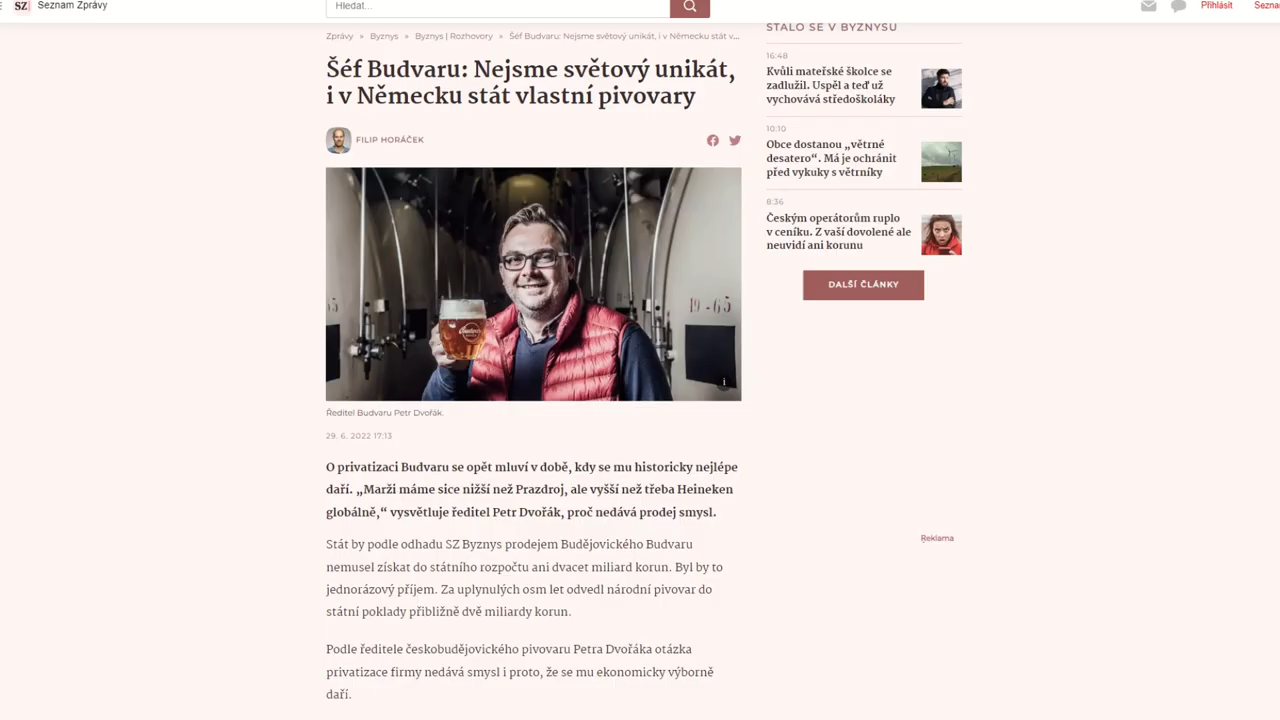 SZ
Seznam Zprávy
Hledat...
Přihlásit
Zprávy » Byznys » Byznys | Rozhovory » Šéf Budvaru: Nejsme světový unikát, i v Německu stát v...
Šéf Budvaru: Nejsme světový unikát,
i v Německu stát vlastní pivovary
FILIP HORÁČEK
19-65
Ředitel Budvaru Petr Dvořák.
29. 6. 2022 17:13
O privatizaci Budvaru se opět mluví v době, kdy se mu historicky nejlépe
daří. „Marži máme sice nižší než Prazdroj, ale vyšší než třeba Heineken
globálně,“ vysvětluje ředitel Petr Dvořák, proč nedává prodej smysl.
Stát by podle odhadu SZ Byznys prodejem Budějovického Budvaru
nemusel získat do státního rozpočtu ani dvacet miliard korun. Byl by to
jednorázový příjem. Za uplynulých osm let odvedl národní pivovar do
státní poklady přibližně dvě miliardy korun.
Podle ředitele českobudějovického pivovaru Petra Dvořáka otázka
privatizace firmy nedává smysl i proto, že se mu ekonomicky výborně
daří.
STALO SE V BYZNYSU
16:48
Kvůli mateřské školce se
zadlužil. Uspěl a teď už
vychovává středoškoláky
10:10
Obce dostanou „větrné
desatero“. Má je ochránit
před vykuky s větrníky
8:36
Českým operátorům ruplo
v ceníku. Z vaší dovolené ale
neuvidí ani korunu
DALŠÍ ČLÁNKY
Reklama